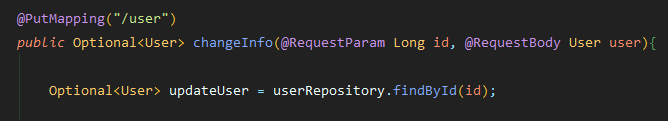 @PutMapping("/user")
public Optional<User> changeInfo(@RequestParam Long id, @RequestBody User user){
Optional<User> updateUser = userRepository.findById(id);